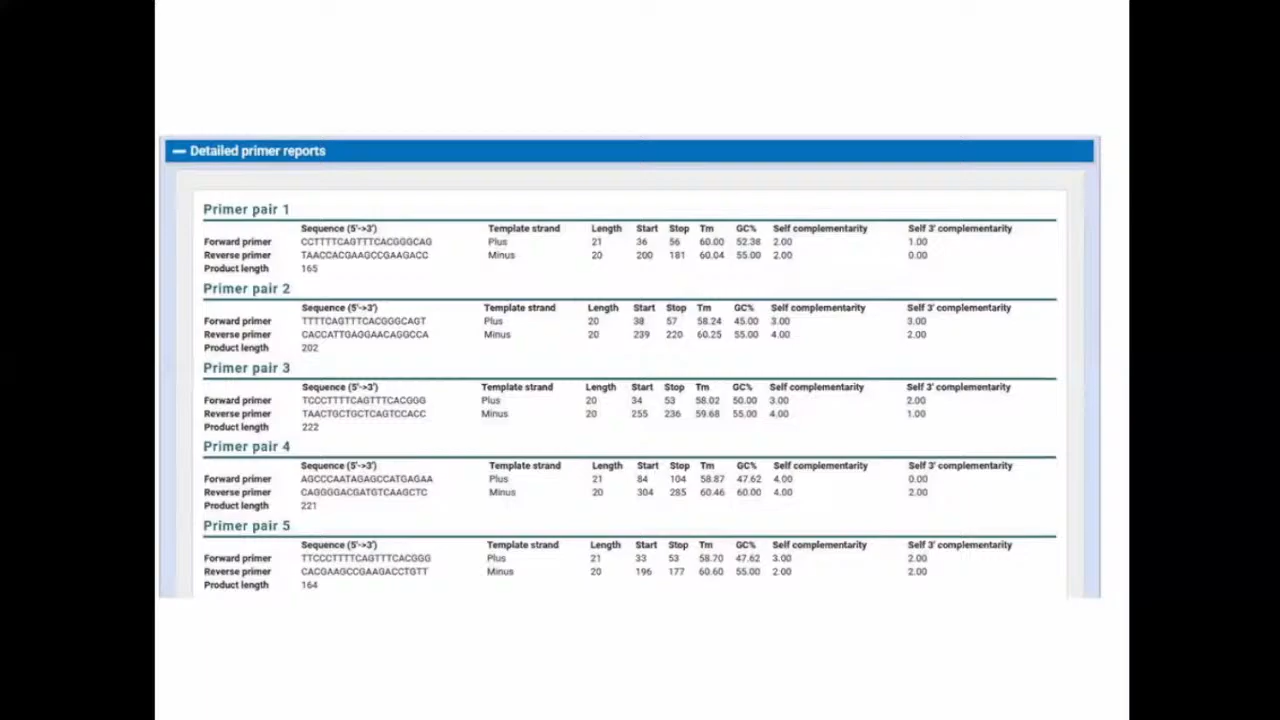 Detailed primer reports
Primer pair 1
Sequence (5'->3') Template strand Length Start Stop Tm GC% Self complementarity Self 3' complementarity
Forward primer CCTTTTCAGTTTCACGGGCAG Plus 21 36 56 60.00 52.38 2.00 1.00
Reverse primer TAACCACGAAGCCGAAGACC Minus 20 200 181 60.04 55.00 2.00 0.00
Product length 165
Primer pair 2
Sequence (5'->3') Template strand Length Start Stop Tm GC% Self complementarity Self 3' complementarity
Forward primer TTTTCAGTTTCACGGGCAGT Plus 20 38 57 58.24 45.00 3.00 3.00
Reverse primer CACCATTGAGGAACAGGCCA Minus 20 239 220 60.25 55.00 4.00 2.00
Product length 202
Primer pair 3
Sequence (5'->3') Template strand Length Start Stop Tm GC% Self complementarity Self 3' complementarity
Forward primer TCCCTTTTCAGTTTCACGGG Plus 20 34 53 58.02 50.00 3.00 2.00
Reverse primer TAACTGCTGCTCAGTCCACC Minus 20 255 236 59.68 55.00 4.00 1.00
Product length 222
Primer pair 4
Sequence (5'->3') Template strand Length Start Stop Tm GC% Self complementarity Self 3' complementarity
Forward primer AGCCCAATAGAGCCATGAGAA Plus 21 84 104 58.87 47.62 4.00 0.00
Reverse primer CAGGGGACGATGTCAAGCTC Minus 20 304 285 60.46 60.00 4.00 2.00
Product length 221
Primer pair 5
Sequence (5'->3') Template strand Length Start Stop Tm GC% Self complementarity Self 3' complementarity
Forward primer TTCCCTTTTCAGTTTCACGGG Plus 21 33 53 58.70 47.62 3.00 2.00
Reverse primer CACGAAGCCGAAGACCTGTT Minus 20 196 177 60.60 55.00 2.00 2.00
Product length 164